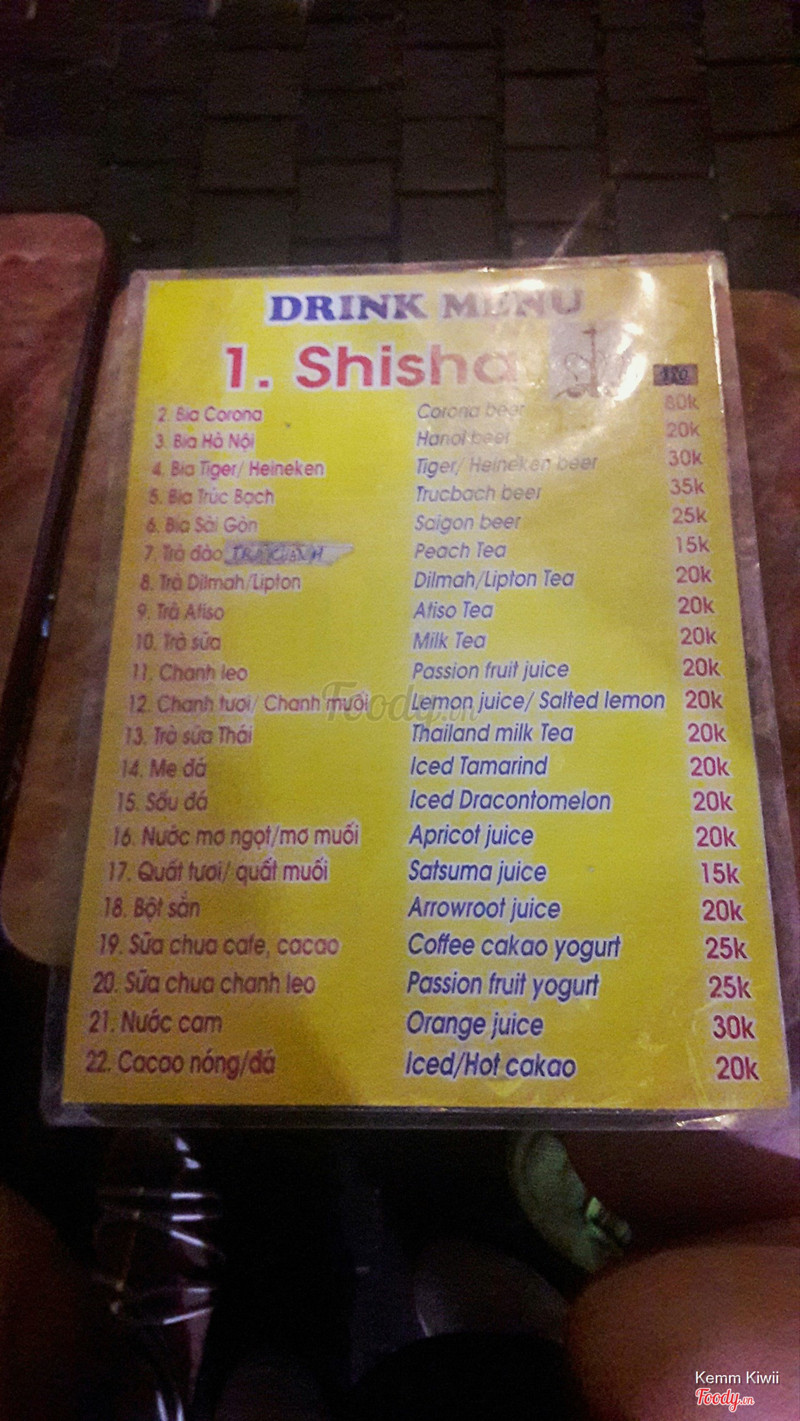 DRINK MENU
1. Shisha
2. Bia Corona Corona beer 80k
3. Bia Hà Nội Hanoi beer 20k
4. Bia Tiger/ Heineken Tiger/ Heineken beer 30k
5. Bia Trúc Bạch Trucbach beer 35k
6. Bia Sài Gòn Saigon beer 25k
7. Trà đào TRÀ CHANH Peach Tea 15k
8. Trà Dilmah/Lipton Dilmah/Lipton Tea 20k
9. Trà Atiso Atiso Tea 20k
10. Trà sữa Milk Tea 20k
11. Chanh leo Passion fruit juice 20k
12. Chanh tươi/ Chanh muối Lemon juice/ Salted lemon 20k
13. Trà sữa Thái Thailand milk Tea 20k
14. Me đá Iced Tamarind 20k
15. Sấu đá Iced Dracontomelon 20k
16. Nước mơ ngọt/mơ muối Apricot juice 20k
17. Quất tươi/ quất muối Satsuma juice 15k
18. Bột sắn Arrowroot juice 20k
19. Sữa chua cafe, cacao Coffee cakao yogurt 25k
20. Sữa chua chanh leo Passion fruit yogurt 25k
21. Nước cam Orange juice 30k
22. Cacao nóng/đá Iced/Hot cakao 20k
Foody.vn
Kemm Kiwii
Foody.vn